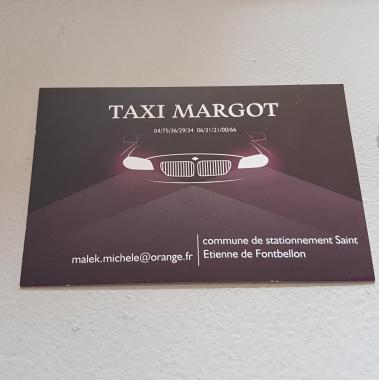 TAXI MARGOT
04/75/36/29/34 06/31/21/00/66
malek.michele@orange.fr
commune de stationnement Saint
Etienne de Fontbellon